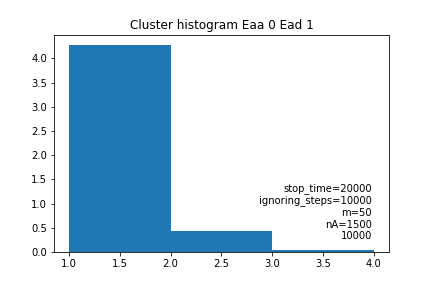 Cluster histogram Eaa 0 Ead 1
4.0
3.5
3.0
2.5
2.0
1.5
1.0
0.5
0.0
stop_time=20000
ignoring_steps=10000
m=50
nA=1500
10000
1.0 1.5 2.0 2.5 3.0 3.5 4.0